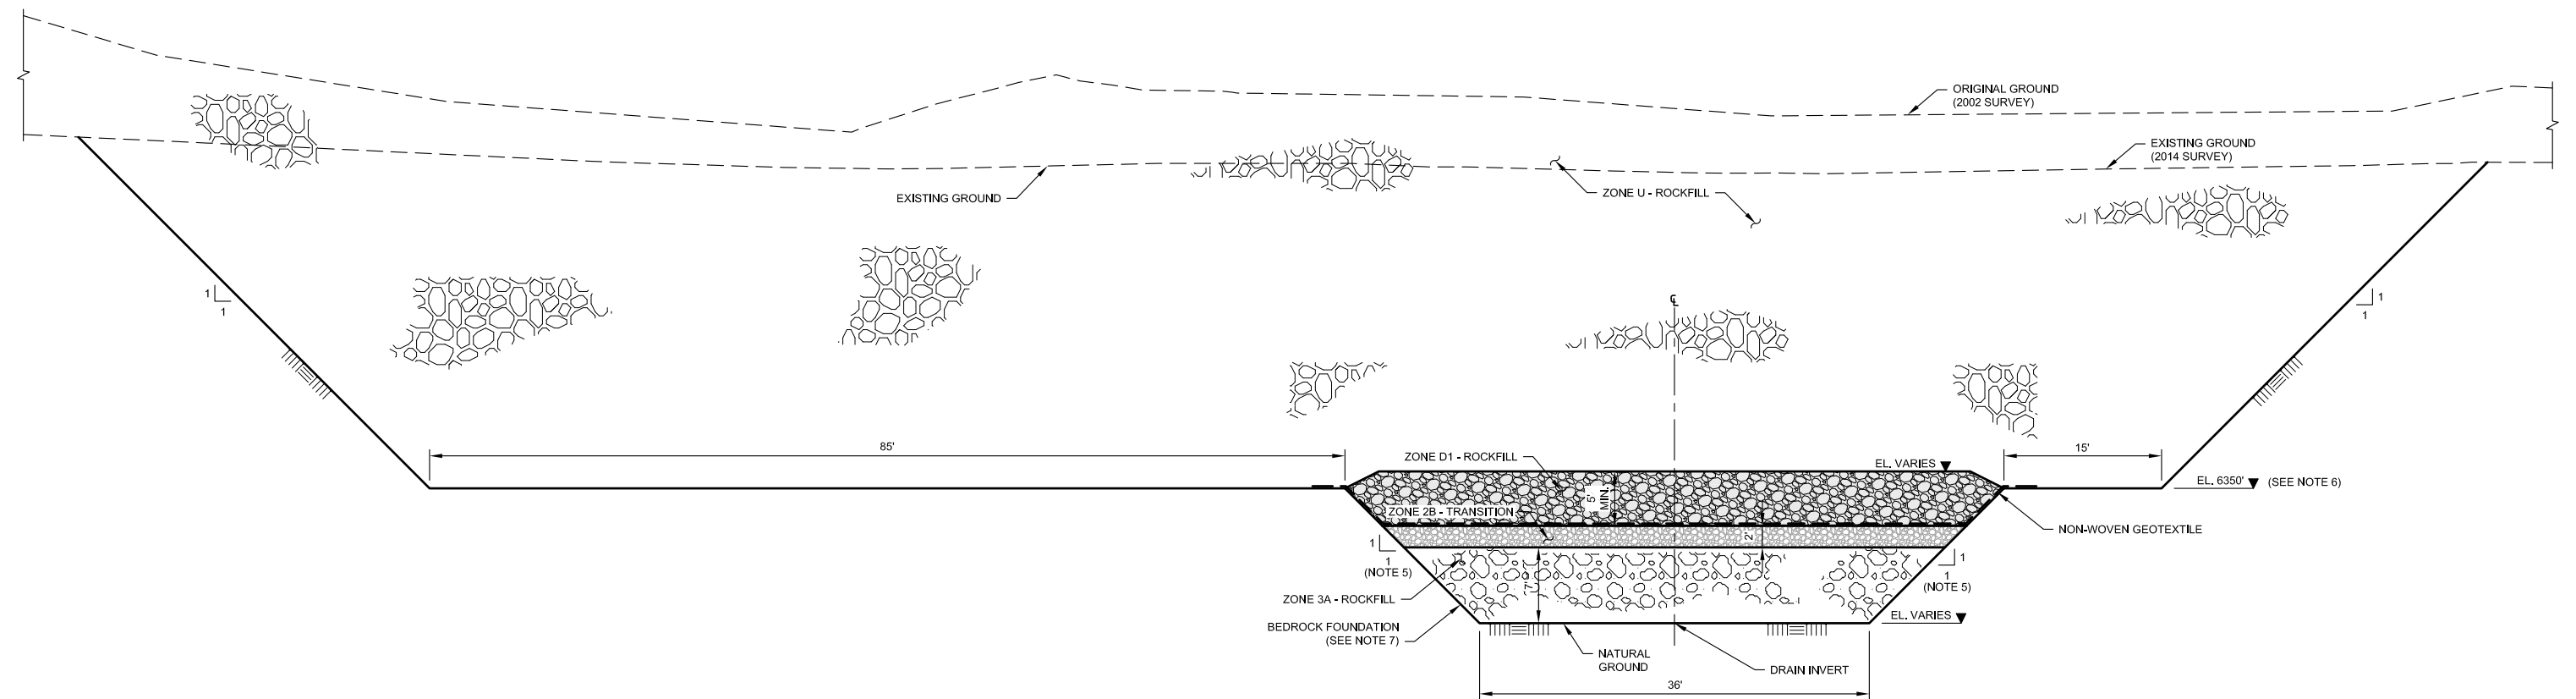 ORIGINAL GROUND
(2002 SURVEY)
EXISTING GROUND
(2014 SURVEY)
EXISTING GROUND
ZONE U - ROCKFILL
1
1
1
1
℄
85'
ZONE D1 - ROCKFILL
EL. VARIES
15'
5'
MIN.
EL. 6350'
(SEE NOTE 6)
ZONE 2B - TRANSITION
NON-WOVEN GEOTEXTILE
2'
1
1
(NOTE 5)
1
1
(NOTE 5)
7'
ZONE 3A - ROCKFILL
EL. VARIES
BEDROCK FOUNDATION
(SEE NOTE 7)
NATURAL
GROUND
DRAIN INVERT
36'